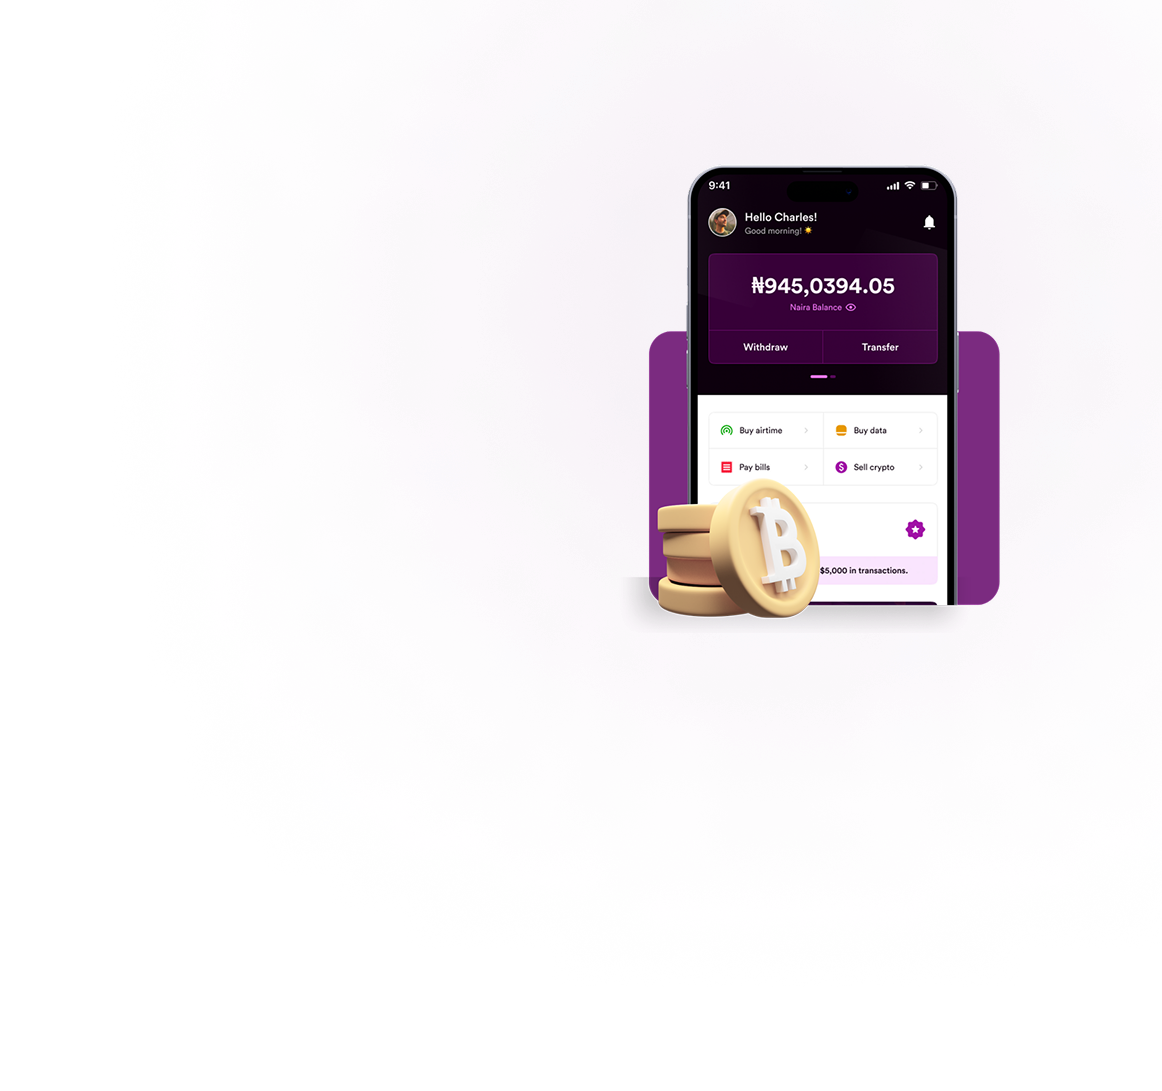 9:41
Hello Charles!
Good morning!
₦945,0394.05
Naira Balance
Withdraw
Transfer
Buy airtime
Buy data
Pay bills
Sell crypto
$5,000 in transactions.